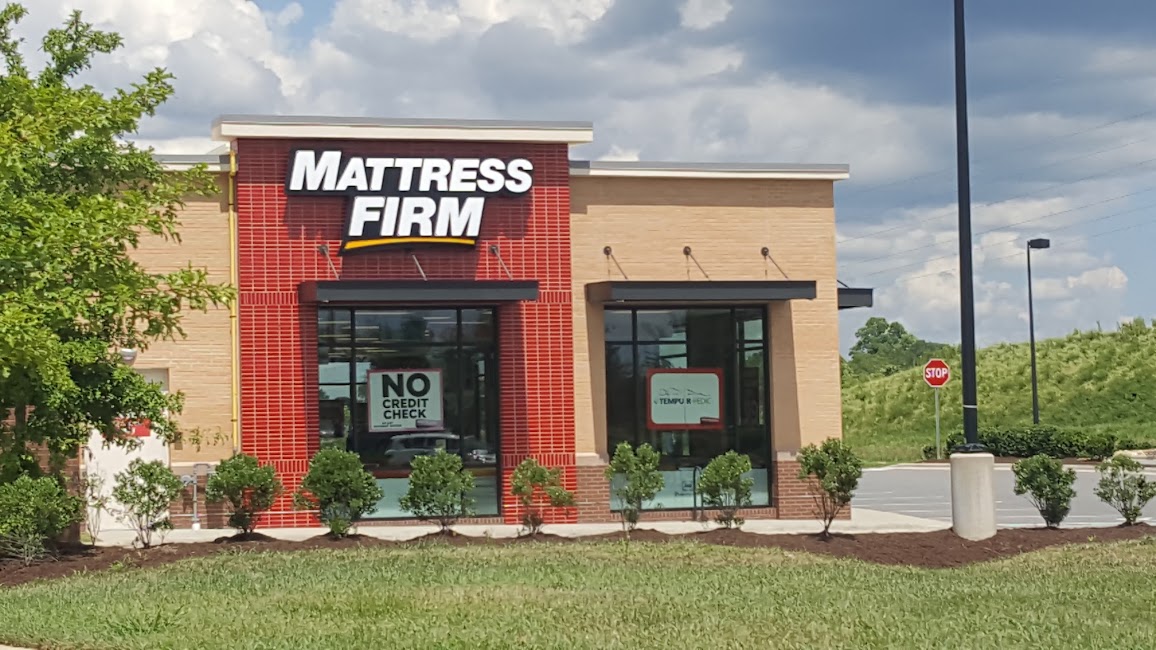 MATTRESS
FIRM
NO
CREDIT
CHECK
TEMPUR-PEDIC
STOP